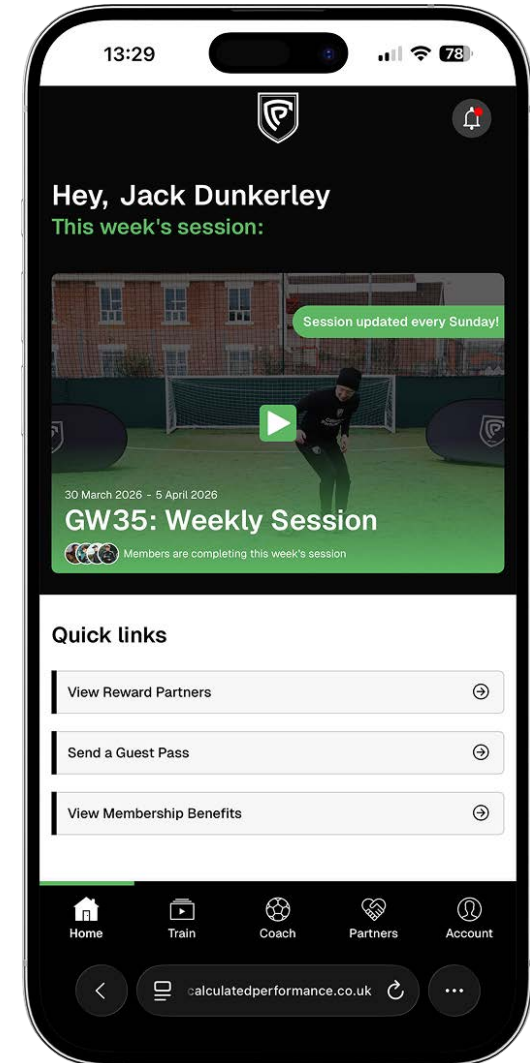 13:29
78
Hey, Jack Dunkerley
This week's session:
Session updated every Sunday!
30 March 2026 - 5 April 2026
GW35: Weekly Session
Members are completing this week's session
Quick links
View Reward Partners
Send a Guest Pass
View Membership Benefits
Home Train Coach Partners Account
calculatedperformance.co.uk